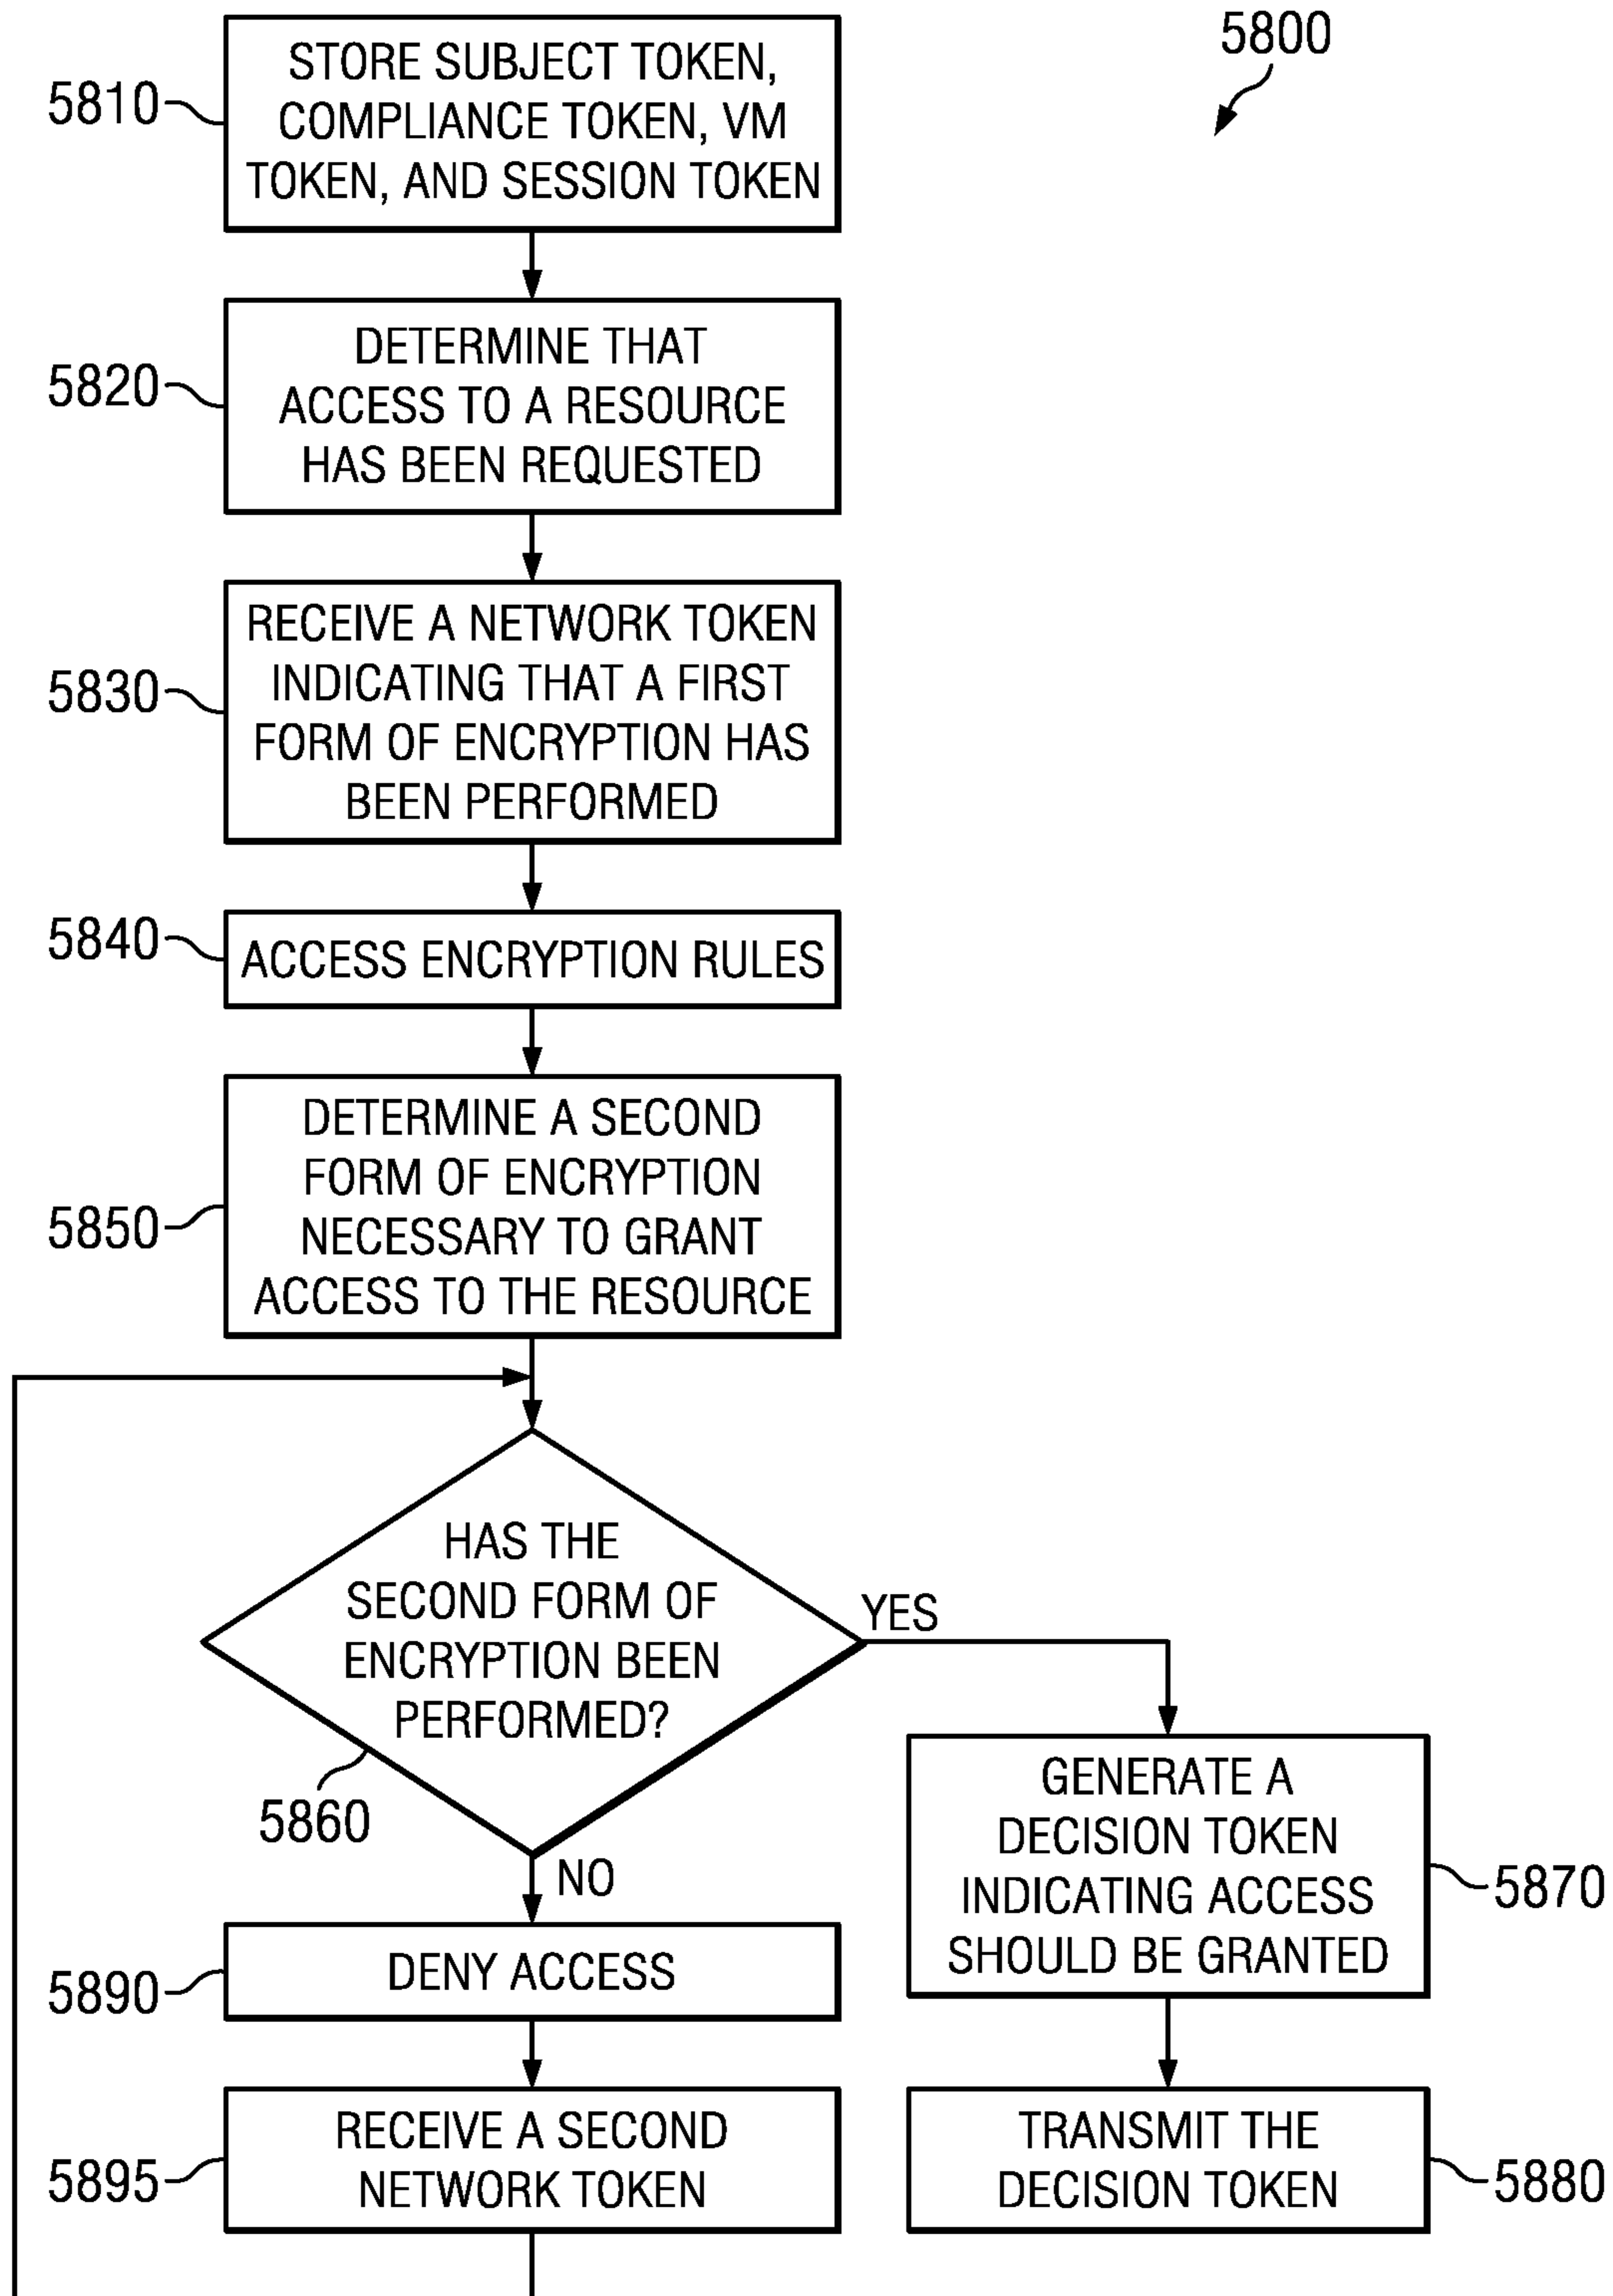 5800
5810
STORE SUBJECT TOKEN,
COMPLIANCE TOKEN, VM
TOKEN, AND SESSION TOKEN
5820
DETERMINE THAT
ACCESS TO A RESOURCE
HAS BEEN REQUESTED
5830
RECEIVE A NETWORK TOKEN
INDICATING THAT A FIRST
FORM OF ENCRYPTION HAS
BEEN PERFORMED
5840
ACCESS ENCRYPTION RULES
5850
DETERMINE A SECOND
FORM OF ENCRYPTION
NECESSARY TO GRANT
ACCESS TO THE RESOURCE
HAS THE
SECOND FORM OF
ENCRYPTION BEEN
PERFORMED?
5860
YES
NO
GENERATE A
DECISION TOKEN
INDICATING ACCESS
SHOULD BE GRANTED
5870
5890
DENY ACCESS
5895
RECEIVE A SECOND
NETWORK TOKEN
TRANSMIT THE
DECISION TOKEN
5880